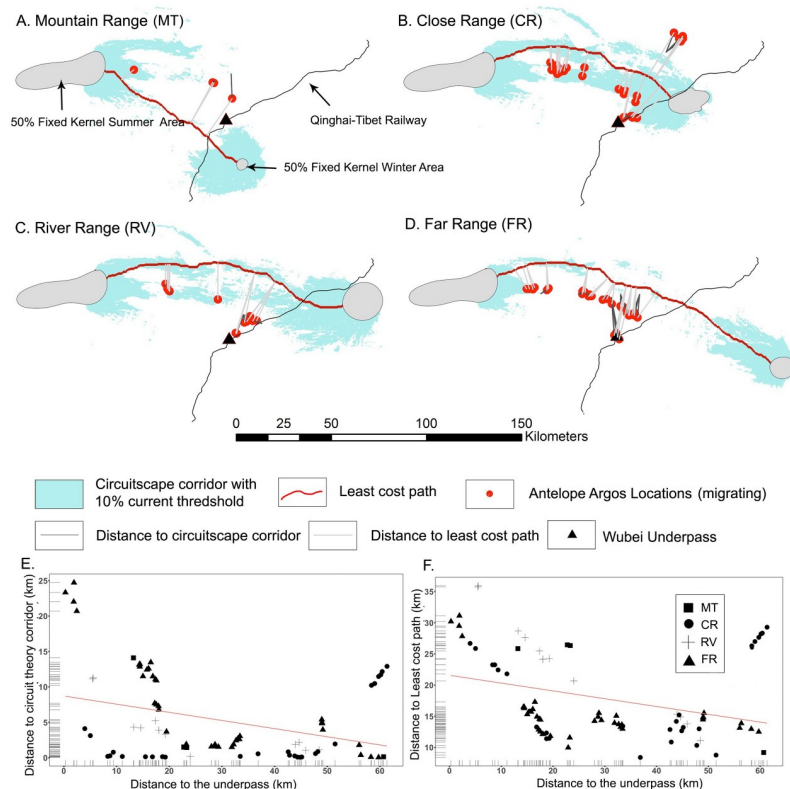 A. Mountain Range (MT)
B. Close Range (CR)
50% Fixed Kernel Summer Area
Qinghai-Tibet Railway
50% Fixed Kernel Winter Area
C. River Range (RV)
D. Far Range (FR)
0 25 50 100 150
Kilometers
Circuitscape corridor with
10% current thredshold
Least cost path
Antelope Argos Locations (migrating)
Distance to circuitscape corridor
Distance to least cost path
Wubei Underpass
E.
Distance to circuit theory corridor (km)
25
20
15
10
5
0
0 10 20 30 40 50 60
Distance to the underpass (km)
F.
Distance to Least cost path (km)
35
30
25
20
15
10
MT
CR
RV
FR
0 10 20 30 40 50 60
Distance to the underpass (km)